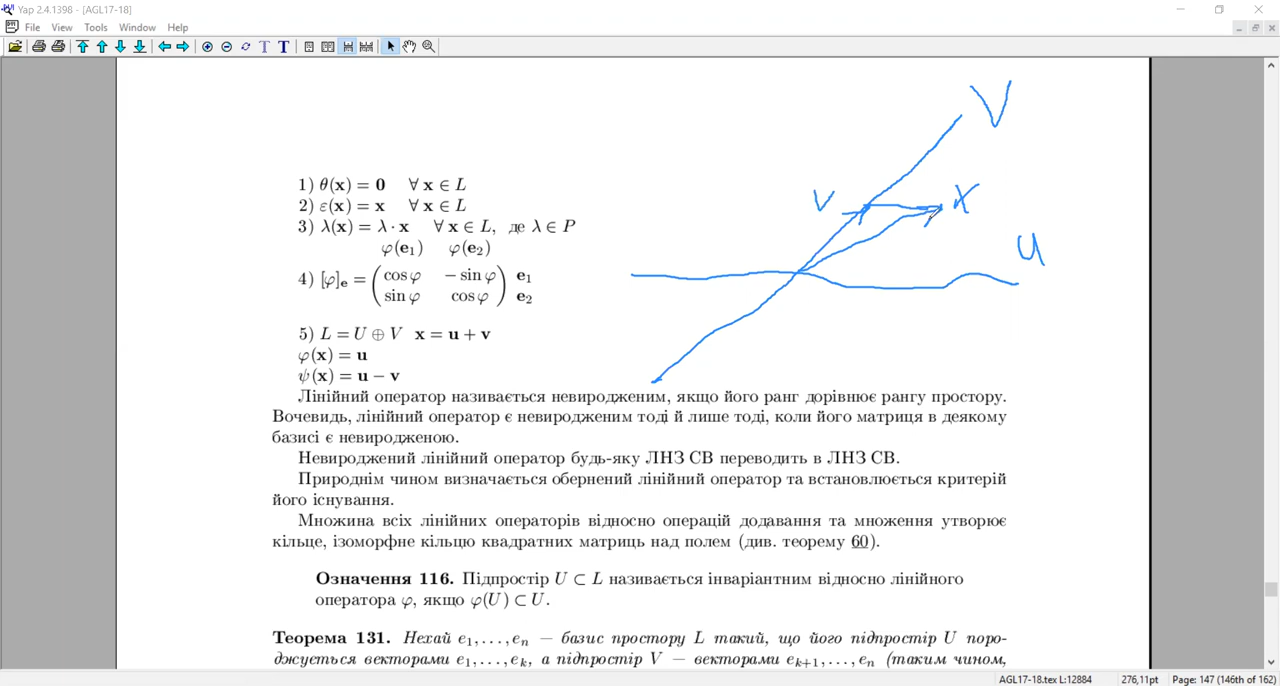 Yap 2.4.1398 - [AGL17-18]
File View Tools Window Help
V
1) θ(x) = 0 ∀ x ∈ L
2) ε(x) = x ∀ x ∈ L
3) λ(x) = λ · x ∀ x ∈ L, де λ ∈ P
φ(e₁) φ(e₂)
4) [φ]ₑ = ( cos φ − sin φ ) e₁
sin φ cos φ e₂
v x
U
5) L = U ⊕ V x = u + v
φ(x) = u
ψ(x) = u − v
Лінійний оператор називається невиродженим, якщо його ранг дорівнює рангу простору.
Вочевидь, лінійний оператор є невиродженим тоді й лише тоді, коли його матриця в деякому
базисі є невиродженою.
Невироджений лінійний оператор будь-яку ЛНЗ СВ переводить в ЛНЗ СВ.
Природнім чином визначається обернений лінійний оператор та встановлюється критерій
його існування.
Множина всіх лінійних операторів відносно операцій додавання та множення утворює
кільце, ізоморфне кільцю квадратних матриць над полем (див. теорему 60).
Означення 116. Підпростір U ⊂ L називається інваріантним відносно лінійного
оператора φ, якщо φ(U) ⊂ U.
Теорема 131. Нехай e₁, . . . , eₙ — базис простору L такий, що його підпростір U поро-
джується векторами e₁, . . . , eₖ, а підпростір V — векторами eₖ₊₁, . . . , eₙ (таким чином,
AGL17-18.tex L:12884 276,11pt Page: 147 (146th of 162)